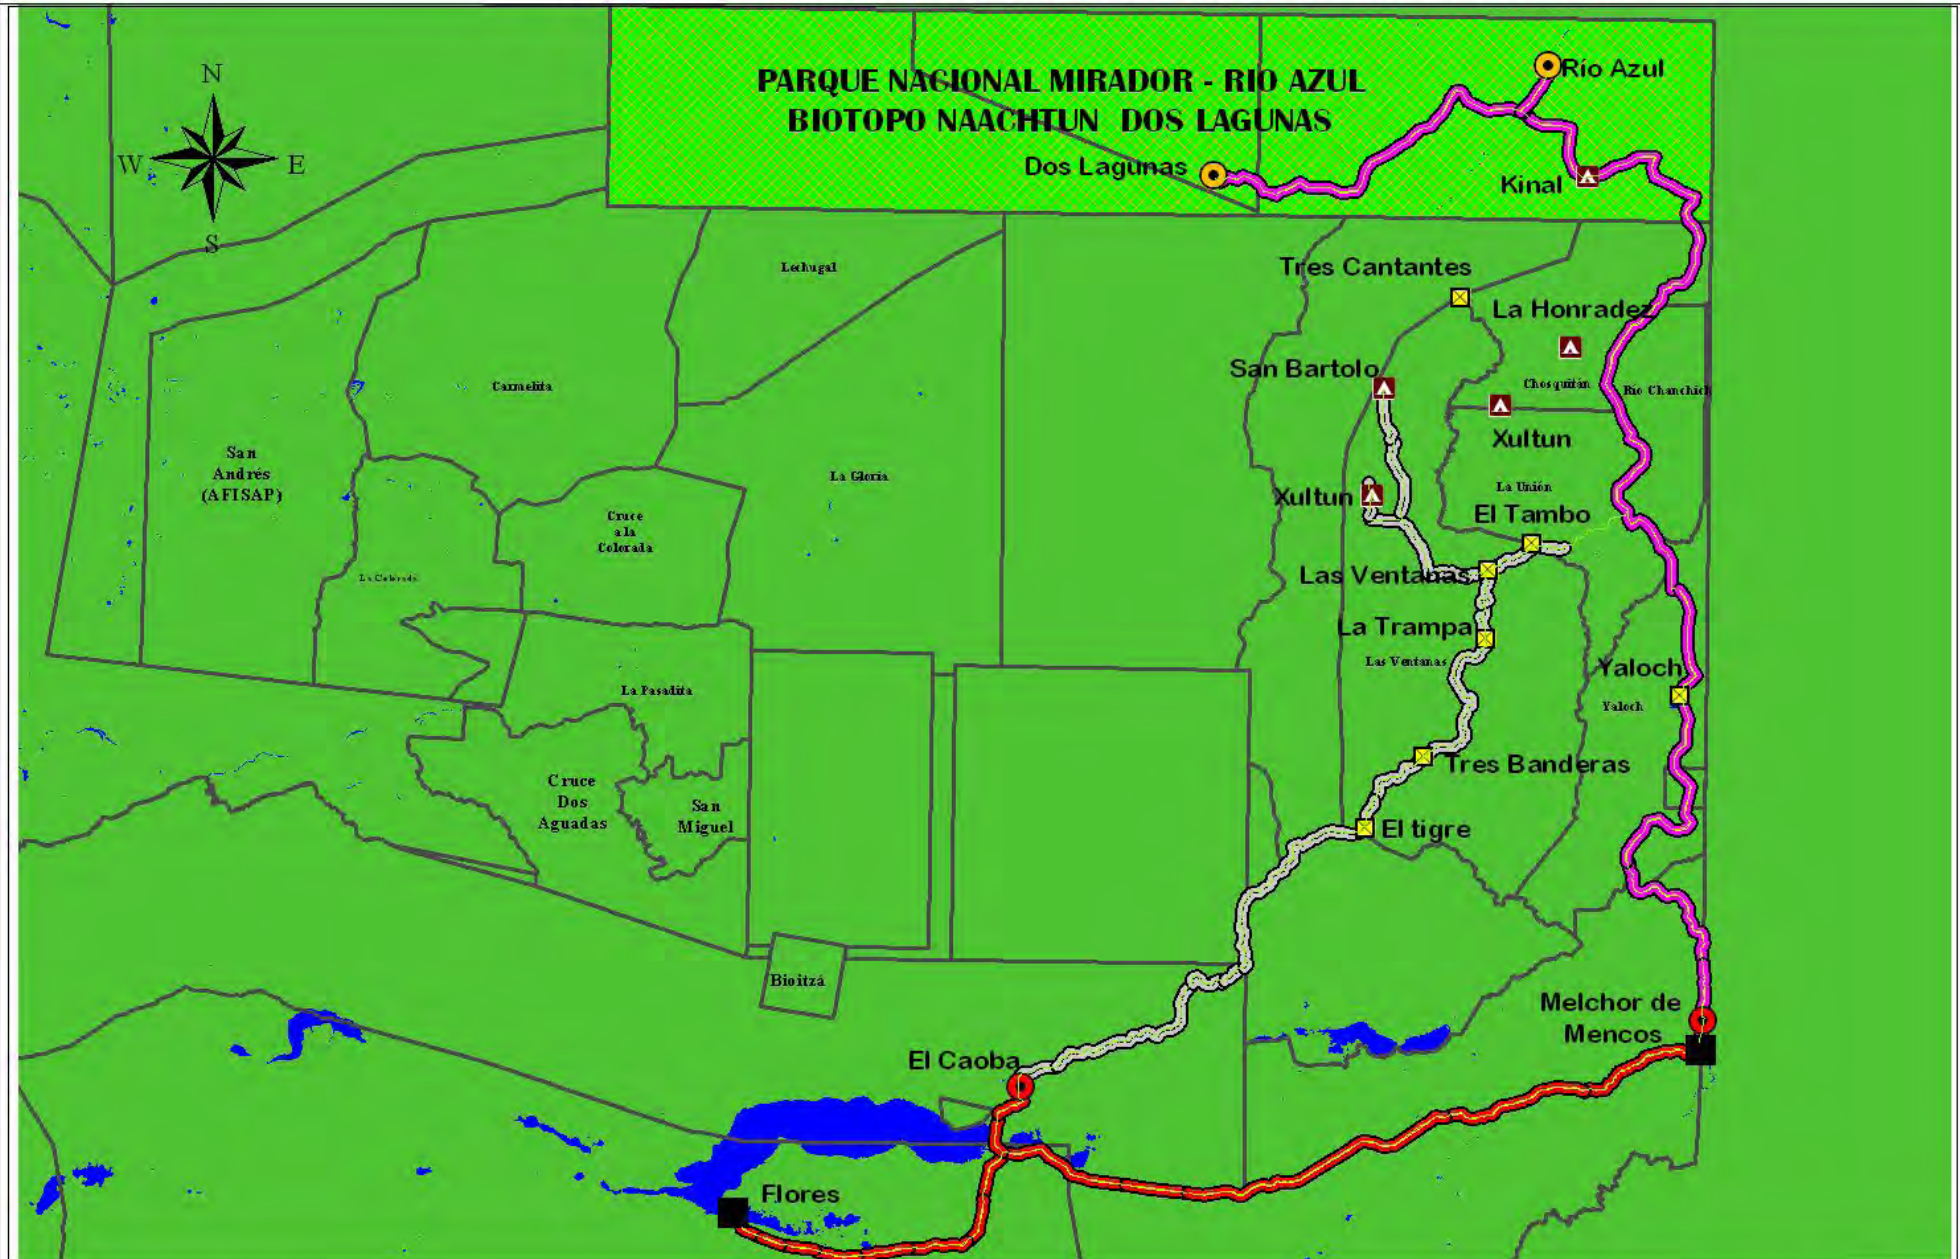 PARQUE NACIONAL MIRADOR - RIO AZUL
BIOTOPO NAACHTUN DOS LAGUNAS
Río Azul
N
W
E
S
Dos Lagunas
Kinal
Tres Cantantes
Lechugal
La Honradez
San Bartolo
Carmelita
Chosquitán
Río Chanchich
Xultun
San
Andrés
(AFISAP)
La Gloria
La Unión
Xultun
El Tambo
Cruce
a la
Colorada
La Colorada
Las Ventanas
La Trampa
Las Ventanas
Yaloch
Yaloch
La Pasadita
Tres Banderas
Cruce
Dos
Aguadas
San
Miguel
El tigre
Bioitzá
Melchor de
Mencos
El Caoba
Flores